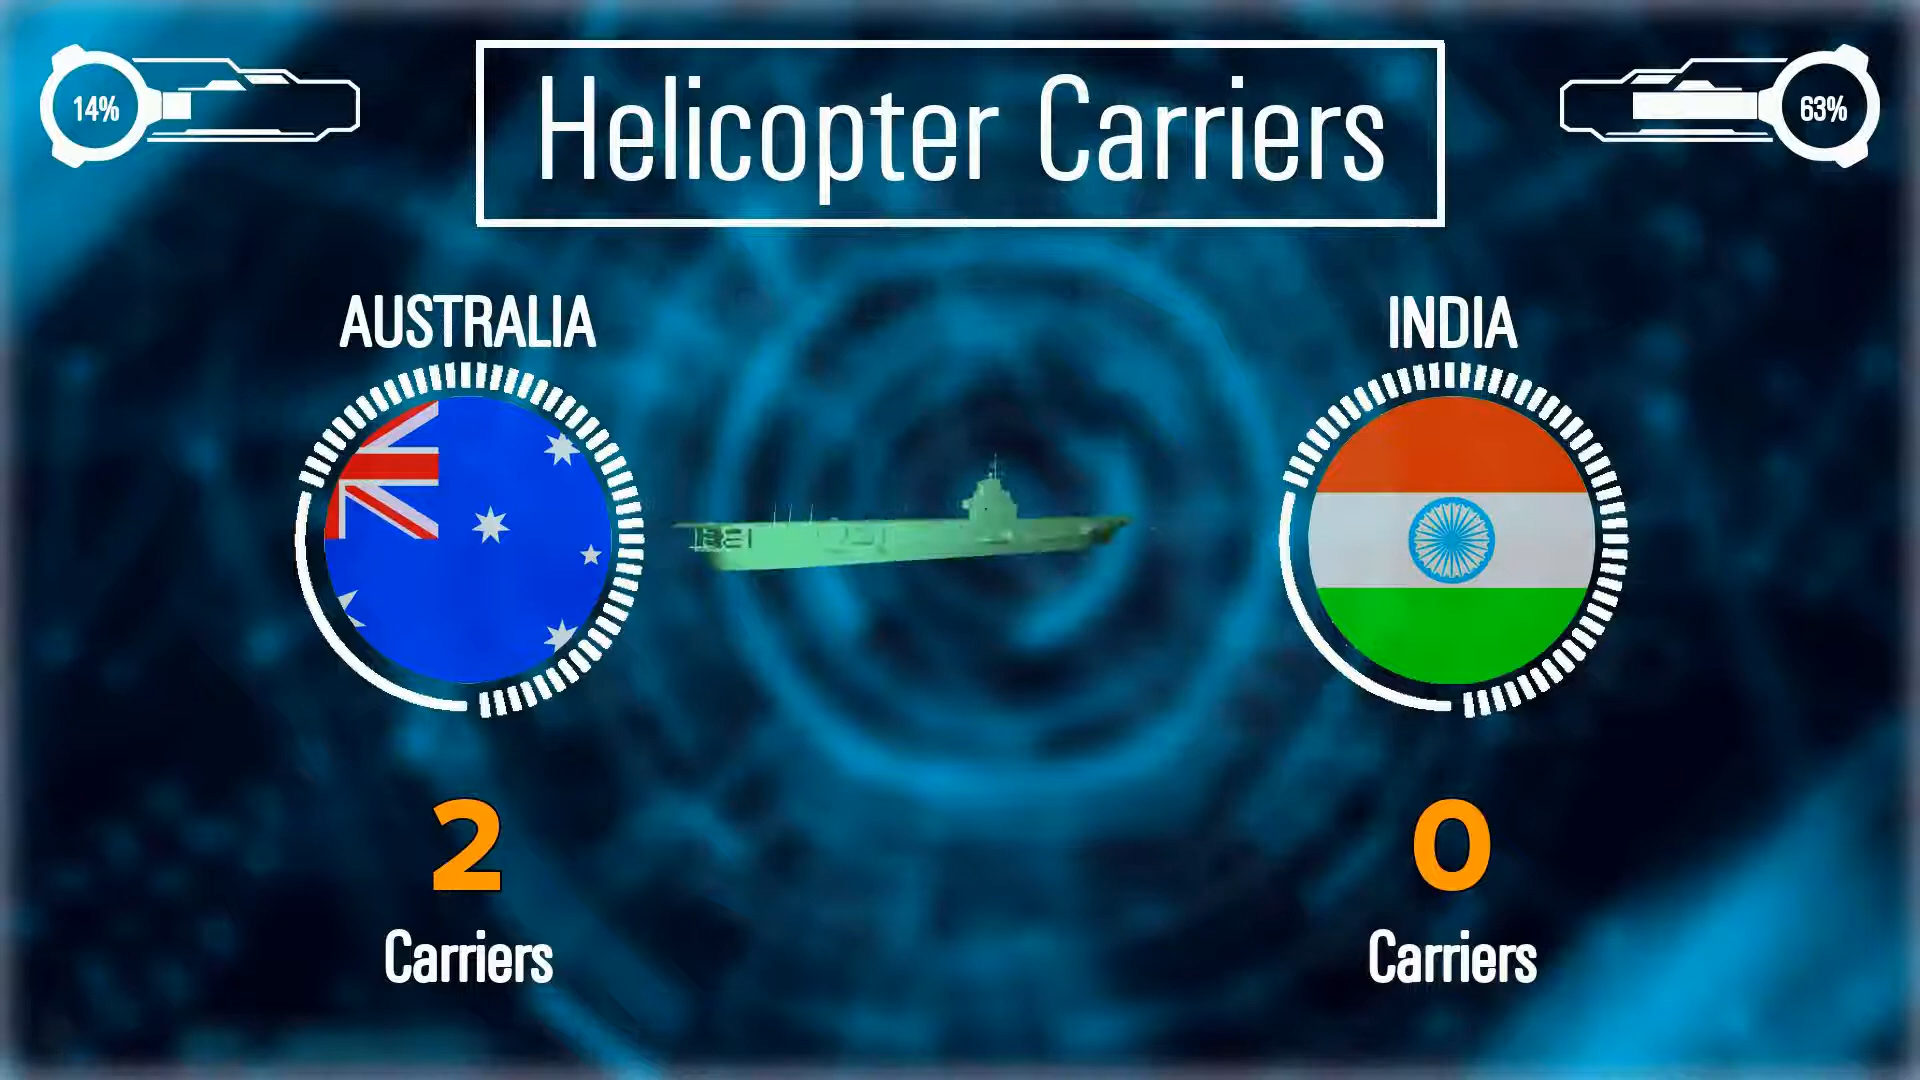 14%
Helicopter Carriers
63%
AUSTRALIA
INDIA
2
0
Carriers
Carriers